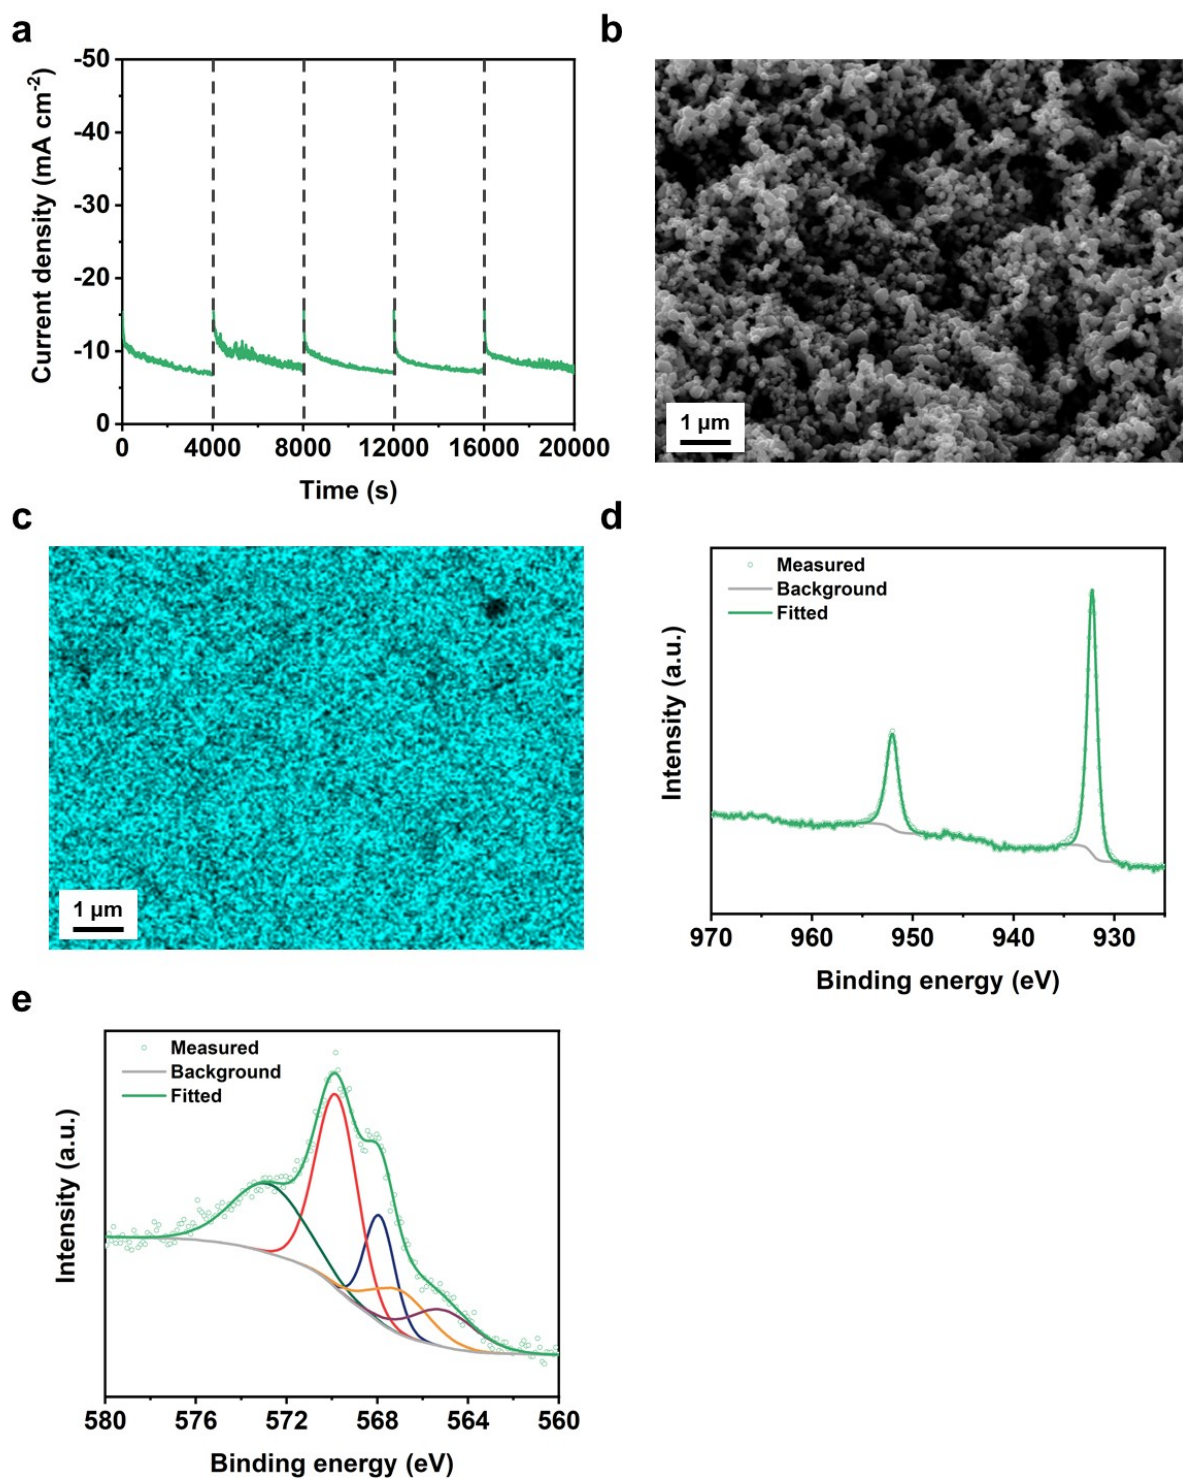 a
-50
-40
-30
-20
-10
0
Current density (mA cm⁻²)
0 4000 8000 12000 16000 20000
Time (s)
b
1 μm
c
1 μm
d
Measured
Background
Fitted
Intensity (a.u.)
970 960 950 940 930
Binding energy (eV)
e
Measured
Background
Fitted
Intensity (a.u.)
580 576 572 568 564 560
Binding energy (eV)